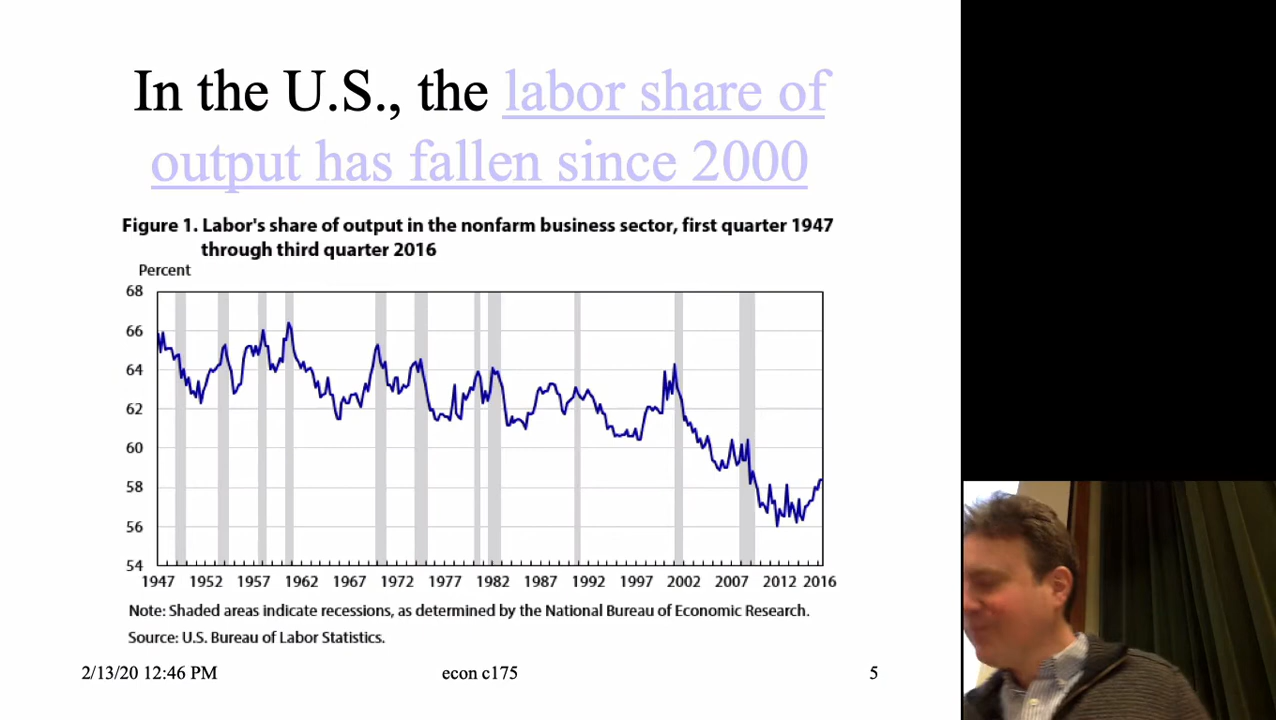 In the U.S., the labor share of
output has fallen since 2000
Figure 1. Labor's share of output in the nonfarm business sector, first quarter 1947
through third quarter 2016
Percent
68
66
64
62
60
58
56
54
1947 1952 1957 1962 1967 1972 1977 1982 1987 1992 1997 2002 2007 2012 2016
Note: Shaded areas indicate recessions, as determined by the National Bureau of Economic Research.
Source: U.S. Bureau of Labor Statistics.
2/13/20 12:46 PM econ c175 5